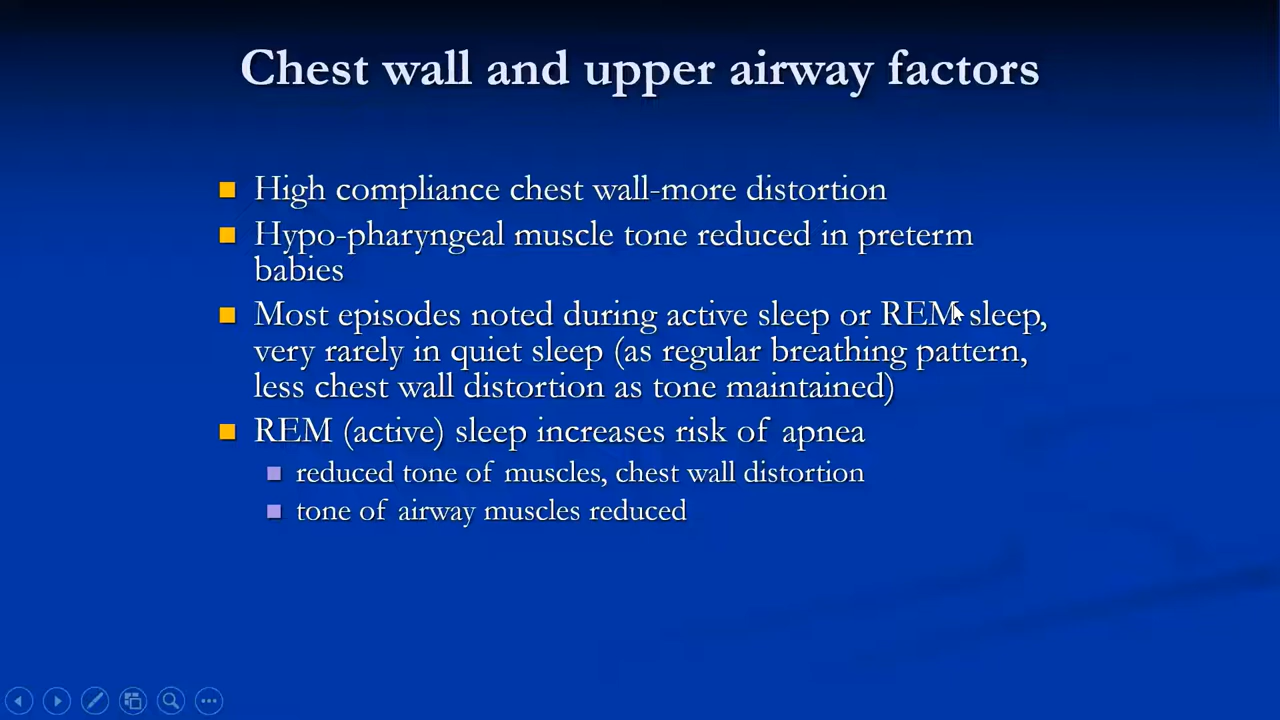 Chest wall and upper airway factors
High compliance chest wall-more distortion
Hypo-pharyngeal muscle tone reduced in preterm
babies
Most episodes noted during active sleep or REM sleep,
very rarely in quiet sleep (as regular breathing pattern,
less chest wall distortion as tone maintained)
REM (active) sleep increases risk of apnea
reduced tone of muscles, chest wall distortion
tone of airway muscles reduced